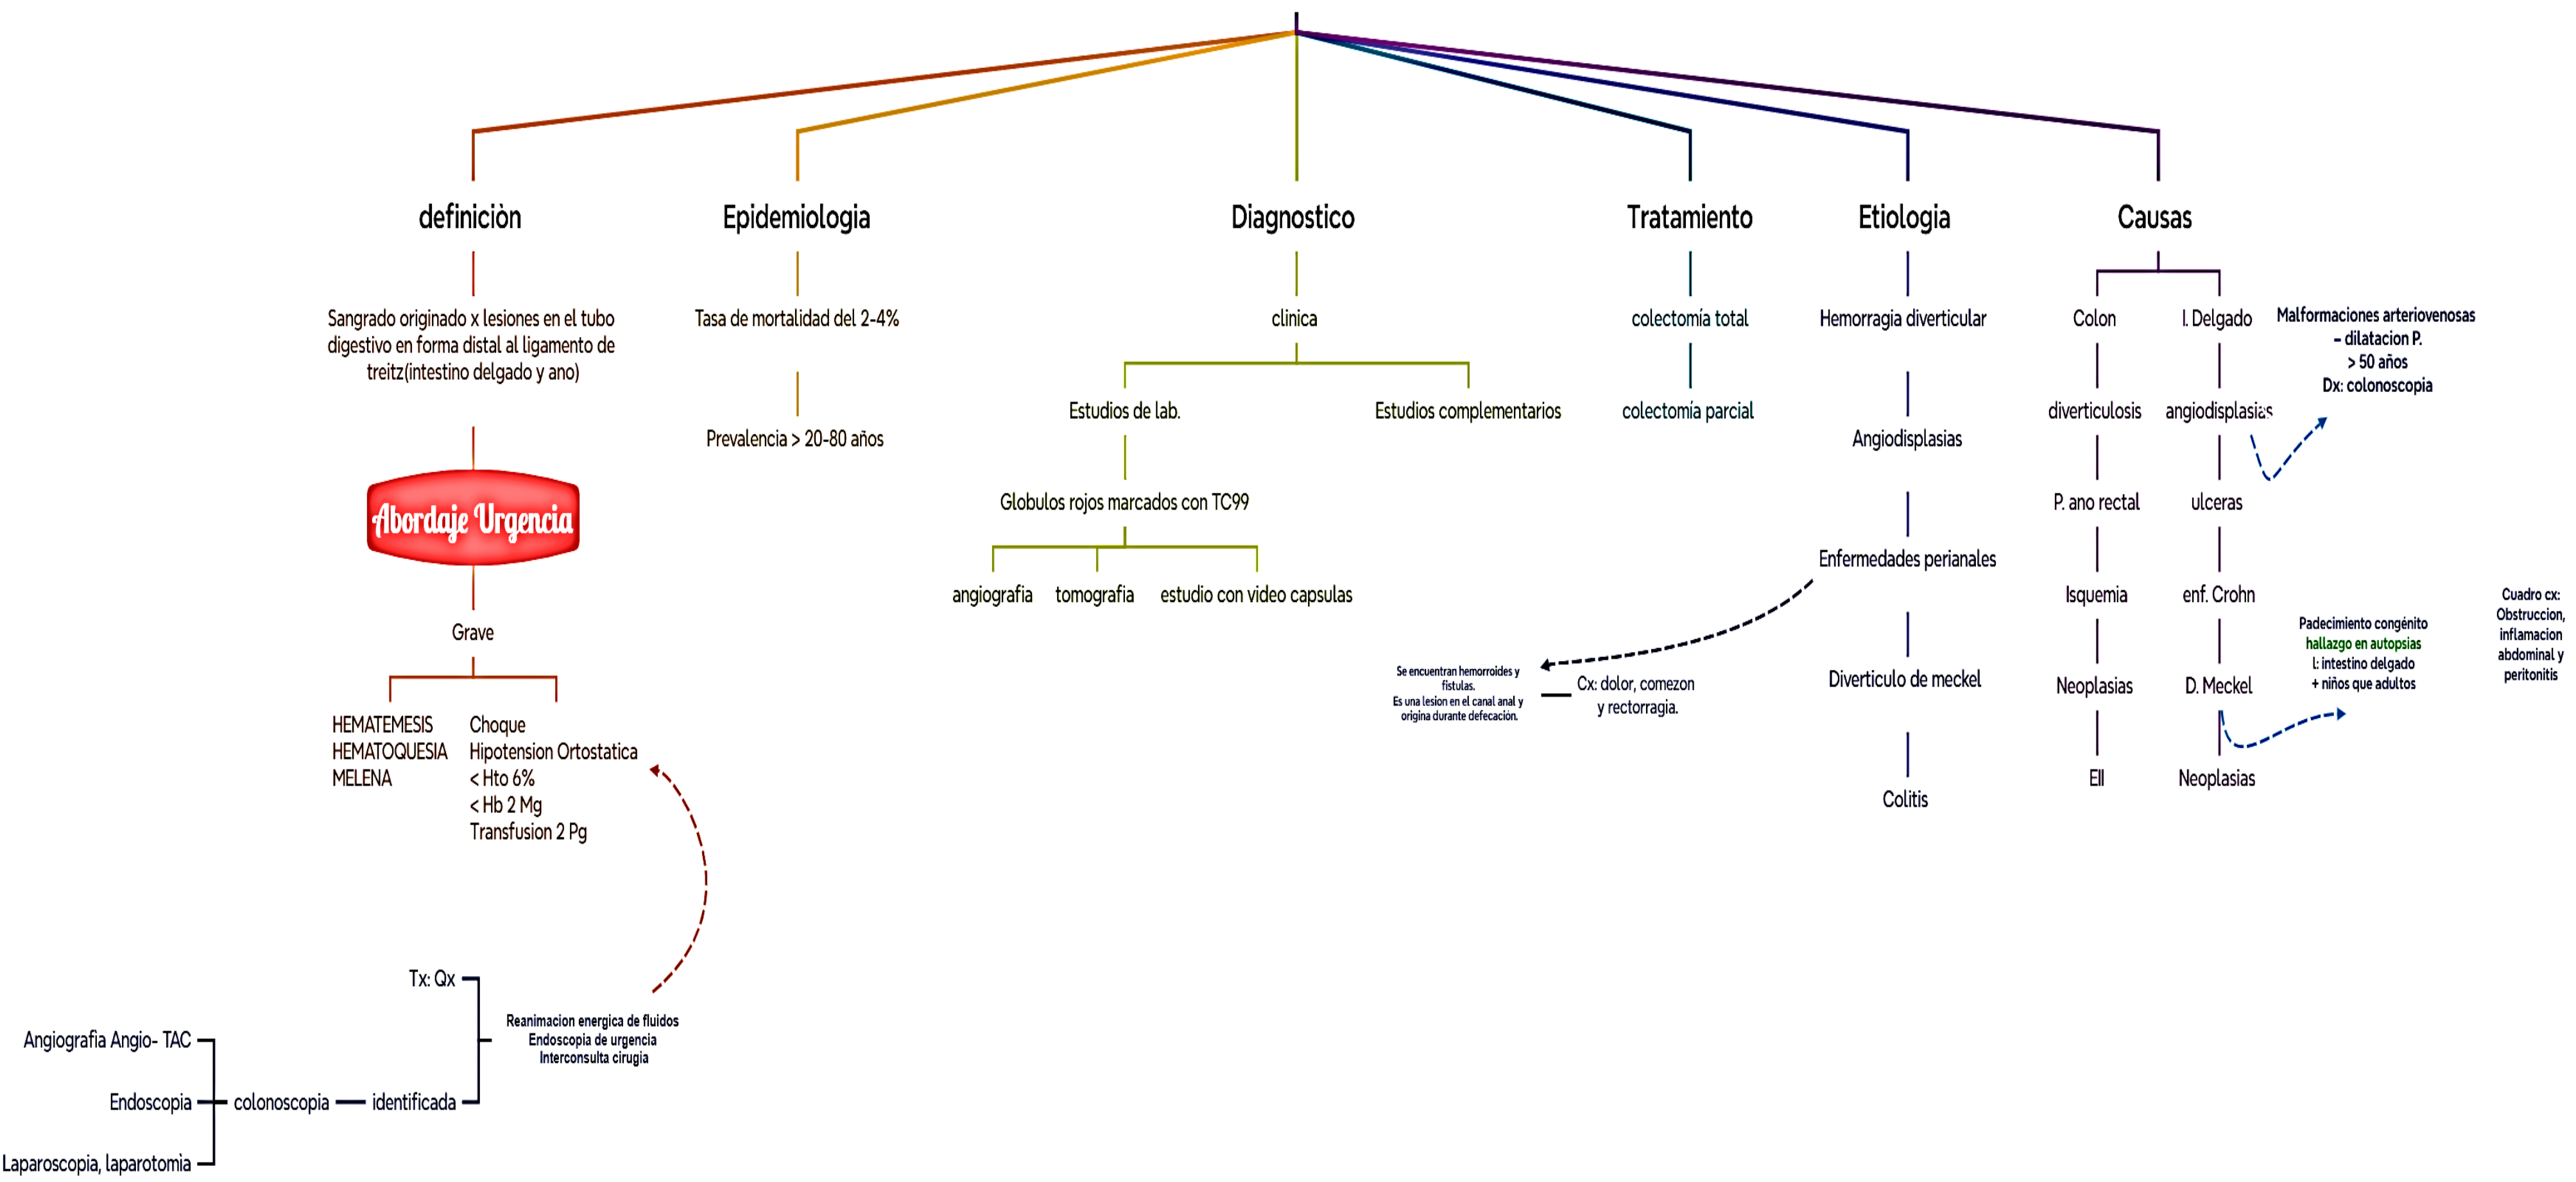 definiciòn
Epidemiologia
Diagnostico
Tratamiento
Etiologia
Causas
Sangrado originado x lesiones en el tubo
digestivo en forma distal al ligamento de
treitz(intestino delgado y ano)
Abordaje Urgencia
Grave
HEMATEMESIS
HEMATOQUESIA
MELENA
Choque
Hipotension Ortostatica
< Hto 6%
< Hb 2 Mg
Transfusion 2 Pg
Reanimacion energica de fluidos
Endoscopia de urgencia
Interconsulta cirugia
Tx: Qx
identificada
colonoscopia
Angiografia Angio- TAC
Endoscopia
Laparoscopia, laparotomia
Tasa de mortalidad del 2-4%
Prevalencia > 20-80 años
clinica
Estudios de lab.
Estudios complementarios
Globulos rojos marcados con TC99
angiografia
tomografia
estudio con video capsulas
colectomía total
colectomía parcial
Hemorragia diverticular
Angiodisplasias
Enfermedades perianales
Diverticulo de meckel
Colitis
Se encuentran hemorroides y
fistulas.
Es una lesion en el canal anal y
origina durante defecación.
Cx: dolor, comezon
y rectorragia.
Colon
diverticulosis
P. ano rectal
Isquemia
Neoplasias
EII
I. Delgado
angiodisplasias
ulceras
enf. Crohn
D. Meckel
Neoplasias
Malformaciones arteriovenosas
– dilatacion P.
> 50 años
Dx: colonoscopia
Padecimiento congénito
hallazgo en autopsias
L: intestino delgado
+ niños que adultos
Cuadro cx:
Obstruccion,
inflamacion
abdominal y
peritonitis